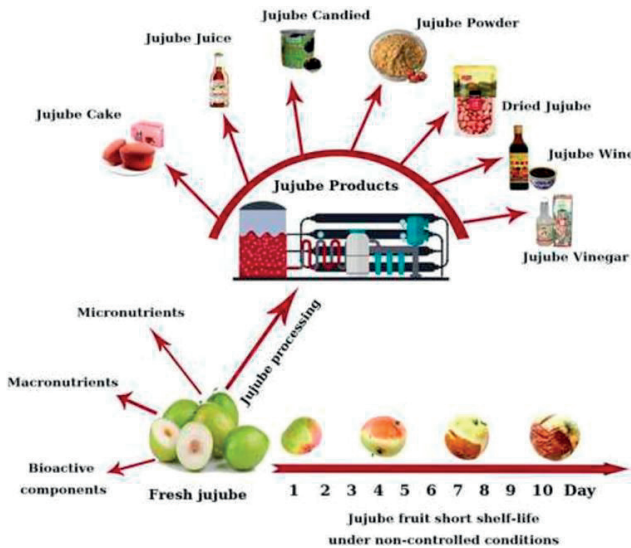 Jujube Candied
Jujube Powder
Jujube Juice
Dried Jujube
Jujube Cake
Jujube Wine
Jujube Products
Jujube Vinegar
Micronutrients
Jujube processing
Macronutrients
Bioactive
components
Fresh jujube
1 2 3 4 5 6 7 8 9 10 Day
Jujube fruit short shelf-life
under non-controlled conditions